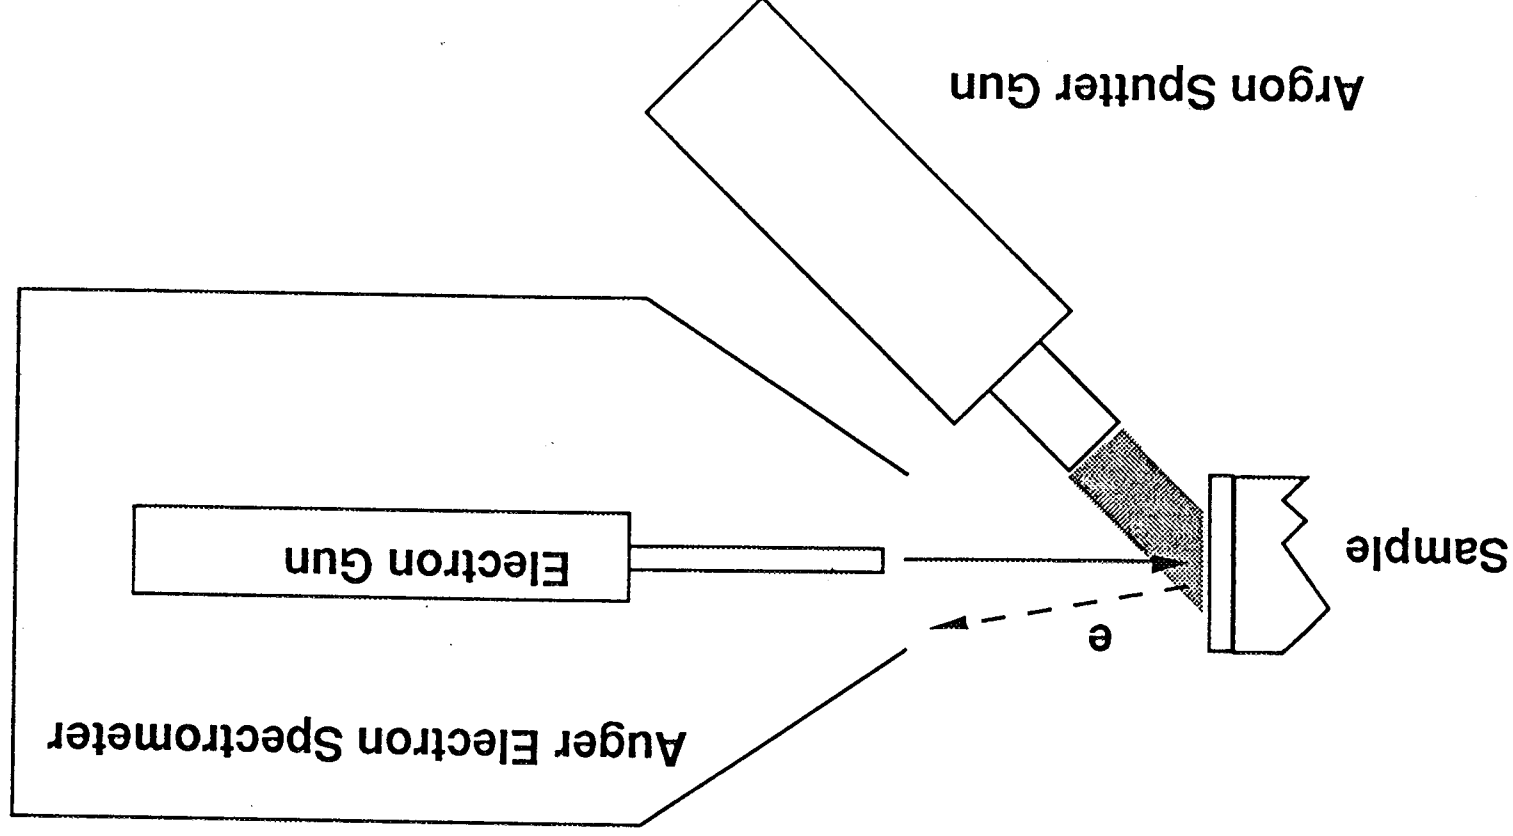 Auger Electron Spectrometer
e
Electron Gun
Sample
Argon Sputter Gun